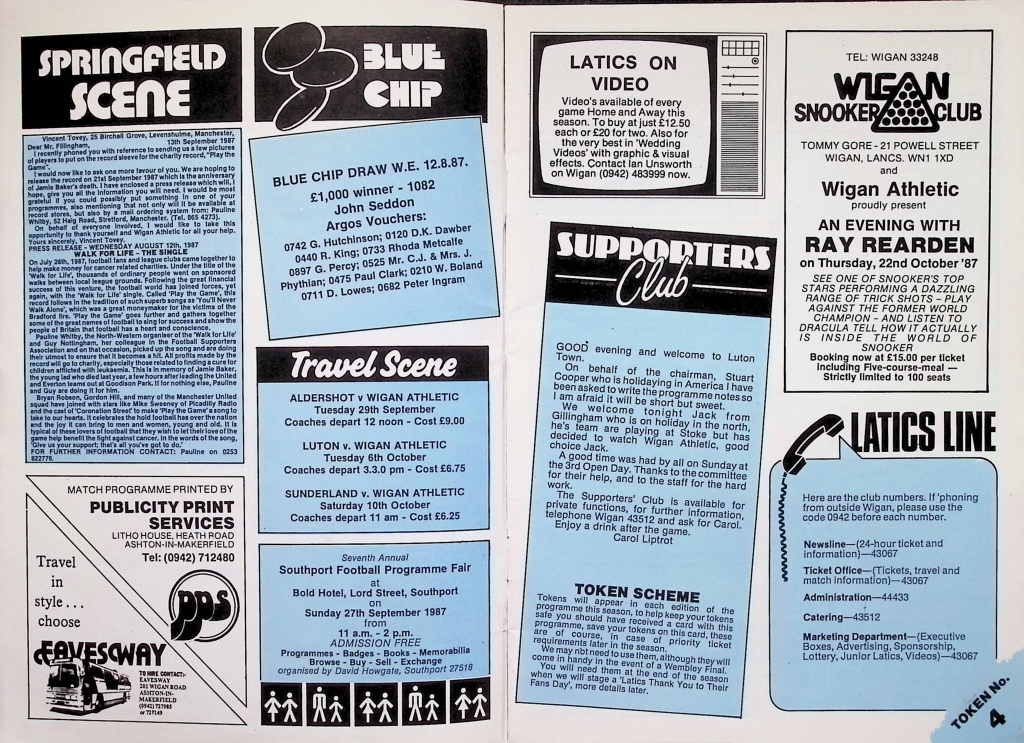 SPRINGFIELD
SCENE
Vincent Tovey, 25 Birchall Grove, Levenshulme, Manchester,
13th September 1987
Dear Mr. Fillingham,
I recently phoned you with reference to sending us a few pictures
of players to put on the record sleeve for the charity record, "Play the
Game".
I would now like to ask one more favour of you. We are hoping to
release the record on 21st September 1987 which is the anniversary
of Jamie Baker's death. I have enclosed a press release which will, I
hope, give you all the information you will need. I would be most
grateful if you could possibly put something in one of your
programmes, also mentioning that not only will it be available at
record stores, but also by a mail ordering system from: Pauline
Whitby, 52 Haig Road, Stretford, Manchester. (Tel. 865 4273).
On behalf of everyone involved, I would like to take this
opportunity to thank yourself and Wigan Athletic for all your help.
Yours sincerely, Vincent Tovey.
PRESS RELEASE - WEDNESDAY AUGUST 12th, 1987
WALK FOR LIFE - THE SINGLE
On July 26th, 1987, football fans and league clubs came together to
help make money for cancer related charities. Under the title of the
'Walk for Life', thousands of ordinary people went on sponsored
walks between local league grounds. Following the great financial
success of this venture, the football world has joined forces, yet
again, with the 'Walk for Life' single. Called 'Play the Game', this
record follows in the tradition of such superb songs as 'You'll Never
Walk Alone', which was a great moneymaker for the victims of the
Bradford fire. 'Play the Game' goes further and gathers together
some of the great names of football to sing for success and show the
people of Britain that football has a heart and conscience.
Pauline Whitby, the North-Western organiser of the 'Walk for Life'
and Guy Nottingham, her colleague in the Football Supporters
Association and on that occasion, picked up the song and are doing
their utmost to ensure that it becomes a hit. All profits made by the
record will go to charity, especially those related to finding a cure for
children afflicted with leukaemia. This is in memory of Jamie Baker,
the young lad who died last year, a few hours after leading the United
and Everton teams out at Goodison Park. If for nothing else, Pauline
and Guy are doing it for him.
Bryan Robson, Gordon Hill, and many of the Manchester United
squad have joined with stars like Mike Sweeney of Picadilly Radio
and the cast of 'Coronation Street' to make 'Play the Game' a song to
take to our hearts. It celebrates the hold football has over the nation
and the joy it can bring to men and women, young and old. It is
typical of these lovers of football that they wish to let their love of the
game help benefit the fight against cancer. In the words of the song,
'Give us your support; that's all you've got to do.'
FOR FURTHER INFORMATION CONTACT: Pauline on 0253
822776.
MATCH PROGRAMME PRINTED BY
PUBLICITY PRINT
SERVICES
LITHO HOUSE, HEATH ROAD
ASHTON-IN-MAKERFIELD
Tel: (0942) 712480
pps
Travel
in
style . . .
choose
EAVESWAY
TO HIRE CONTACT:-
EAVESWAY
281 WIGAN ROAD
ASHTON-IN-
MAKERFIELD
(0942) 727985
or 727149
BLUE
CHIP
BLUE CHIP DRAW W.E. 12.8.87.
£1,000 winner - 1082
John Seddon
Argos Vouchers:
0742 G. Hutchinson; 0120 D.K. Dawber
0440 R. King; 0733 Rhoda Metcalfe
0897 G. Percy; 0525 Mr. C.J. & Mrs. J.
Phythian; 0475 Paul Clark; 0210 W. Boland
0711 D. Lowes; 0682 Peter Ingram
Travel Scene
ALDERSHOT v WIGAN ATHLETIC
Tuesday 29th September
Coaches depart 12 noon - Cost £9.00
LUTON v. WIGAN ATHLETIC
Tuesday 6th October
Coaches depart 3.3.0 pm - Cost £6.75
SUNDERLAND v. WIGAN ATHLETIC
Saturday 10th October
Coaches depart 11 am - Cost £6.25
Seventh Annual
Southport Football Programme Fair
at
Bold Hotel, Lord Street, Southport
on
Sunday 27th September 1987
from
11 a.m. - 2 p.m.
ADMISSION FREE
Programmes - Badges - Books - Memorabilia
Browse - Buy - Sell - Exchange
organised by David Howgate, Southport 27518
LATICS ON
VIDEO
Video's available of every
game Home and Away this
season. To buy at just £12.50
each or £20 for two. Also for
the very best in 'Wedding
Videos' with graphic & visual
effects. Contact Ian Unsworth
on Wigan (0942) 483999 now.
SUPPORTERS
Club
GOOD evening and welcome to Luton
Town.
On behalf of the chairman, Stuart
Cooper who is holidaying in America I have
been asked to write the programme notes so
I am afraid it will be short but sweet.
We welcome tonight Jack from
Gillingham who is on holiday in the north,
he's team are playing at Stoke but has
decided to watch Wigan Athletic, good
choice Jack.
A good time was had by all on Sunday at
the 3rd Open Day. Thanks to the committee
for their help, and to the staff for the hard
work.
The Supporters' Club is available for
private functions, for further information,
telephone Wigan 43512 and ask for Carol.
Enjoy a drink after the game.
Carol Liptrot
TOKEN SCHEME
Tokens will appear in each edition of the
programme this season, to help keep your tokens
safe you should have received a card with this
programme, save your tokens on this card, these
are of course, in case of priority ticket
requirements later in the season.
We may not need to use them, although they will
come in handy in the event of a Wembley Final.
You will need them at the end of the season
when we will stage a 'Latics Thank You to Their
Fans Day', more details later.
TEL: WIGAN 33248
WIGAN
SNOOKER CLUB
TOMMY GORE - 21 POWELL STREET
WIGAN, LANCS. WN1 1XD
and
Wigan Athletic
proudly present
AN EVENING WITH
RAY REARDEN
on Thursday, 22nd October '87
SEE ONE OF SNOOKER'S TOP
STARS PERFORMING A DAZZLING
RANGE OF TRICK SHOTS - PLAY
AGAINST THE FORMER WORLD
CHAMPION - AND LISTEN TO
DRACULA TELL HOW IT ACTUALLY
IS INSIDE THE WORLD OF
SNOOKER
Booking now at £15.00 per ticket
Including Five-course-meal —
Strictly limited to 100 seats
LATICS LINE
Here are the club numbers. If 'phoning
from outside Wigan, please use the
code 0942 before each number.
Newsline—(24-hour ticket and
information)—43067
Ticket Office—(Tickets, travel and
match information)—43067
Administration—44433
Catering—43512
Marketing Department—(Executive
Boxes, Advertising, Sponsorship,
Lottery, Junior Latics, Videos)—43067
TOKEN No.
4